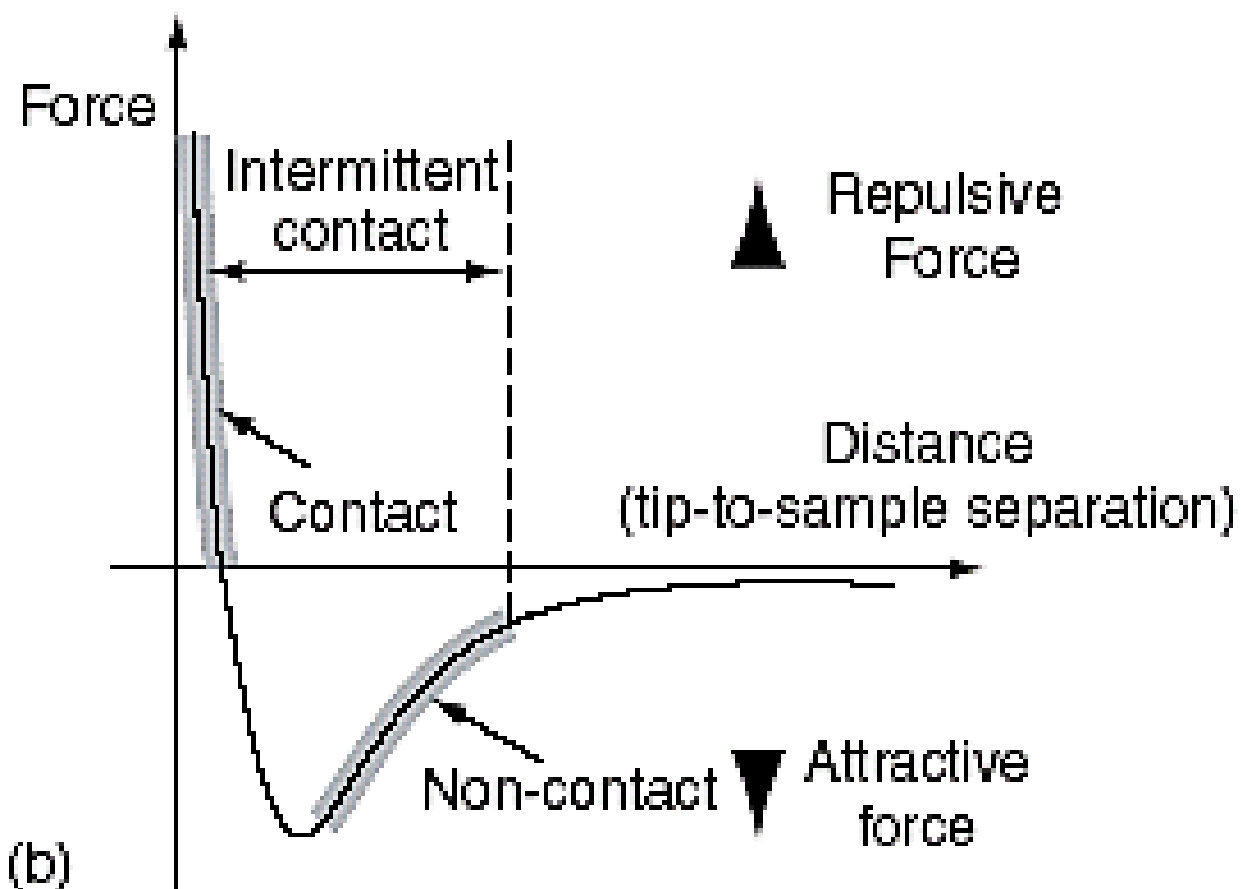 Force
Intermittent
contact
Repulsive
Force
Contact
Distance
(tip-to-sample separation)
Non-contact
Attractive
force
(b)